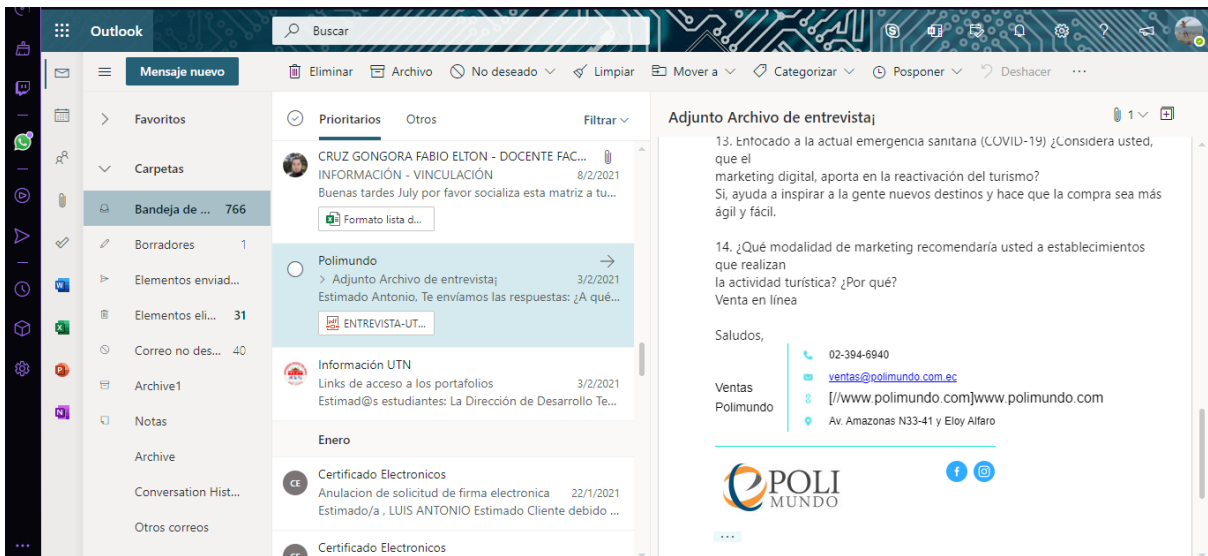 Outlook
Buscar
Mensaje nuevo
Eliminar
Archivo
No deseado
Limpiar
Mover a
Categorizar
Posponer
Deshacer
Favoritos
Carpetas
Bandeja de ... 766
Borradores 1
Elementos enviad...
Elementos eli... 31
Correo no des... 40
Archive1
Notas
Archive
Conversation Hist...
Otros correos
Prioritarios Otros Filtrar
CRUZ GONGORA FABIO ELTON - DOCENTE FAC...
INFORMACIÓN - VINCULACIÓN 8/2/2021
Buenas tardes July por favor socializa esta matriz a tu...
Formato lista d...
Polimundo
> Adjunto Archivo de entrevista¡ 3/2/2021
Estimado Antonio, Te envíamos las respuestas: ¿A qué...
ENTREVISTA-UT...
Información UTN
Links de acceso a los portafolios 3/2/2021
Estimad@s estudiantes: La Dirección de Desarrollo Te...
Enero
CE
Certificado Electronicos
Anulacion de solicitud de firma electronica 22/1/2021
Estimado/a , LUIS ANTONIO Estimado Cliente debido ...
Certificado Electronicos
Adjunto Archivo de entrevista¡
1
13. Enfocado a la actual emergencia sanitaria (COVID-19) ¿Considera usted,
que el
marketing digital, aporta en la reactivación del turismo?
Si, ayuda a inspirar a la gente nuevos destinos y hace que la compra sea más
ágil y fácil.
14. ¿Qué modalidad de marketing recomendaría usted a establecimientos
que realizan
la actividad turística? ¿Por qué?
Venta en línea
Saludos,
Ventas
Polimundo
02-394-6940
ventas@polimundo.com.ec
[//www.polimundo.com]www.polimundo.com
Av. Amazonas N33-41 y Eloy Alfaro
POLI
MUNDO
...